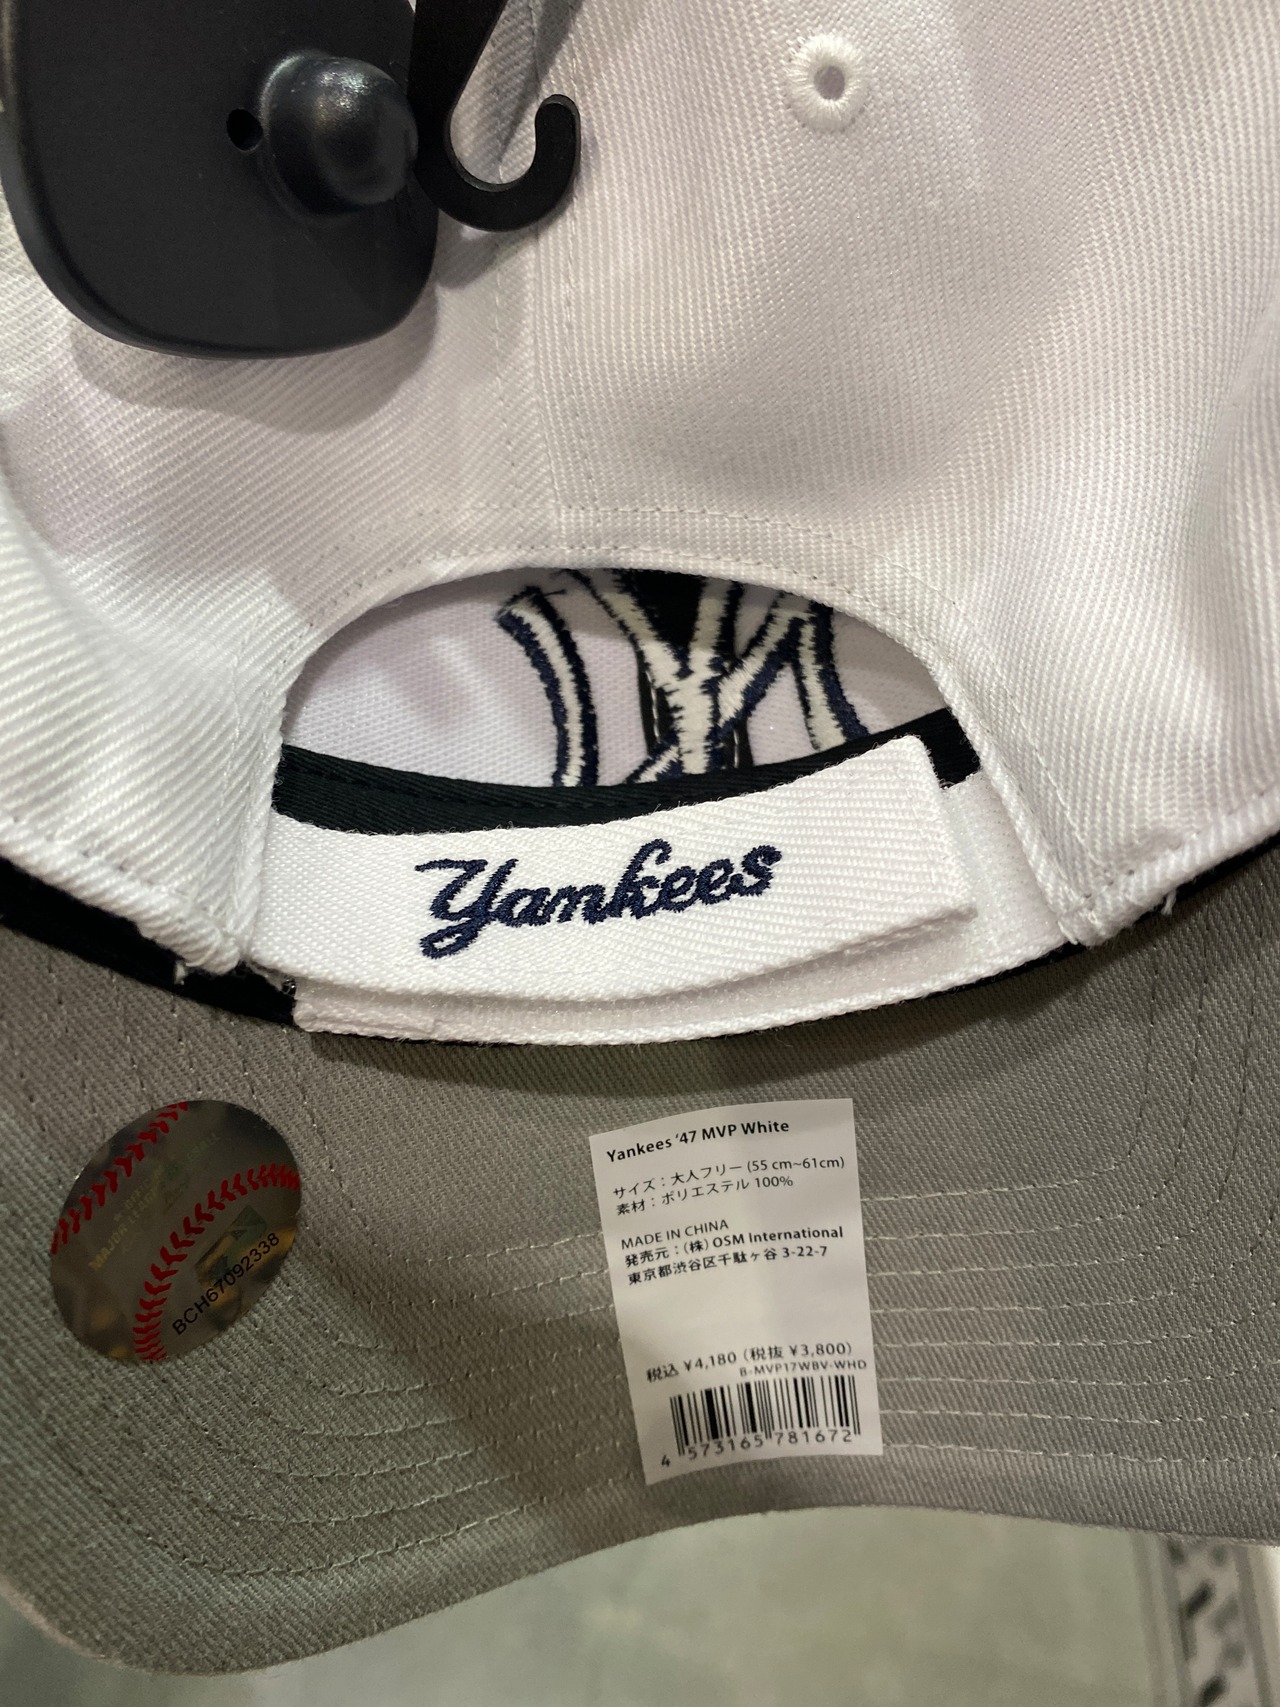 NY
Yankees
Yankees '47 MVP White
サイズ：大人フリー (55 cm~61cm)
素材：ポリエステル 100%
MADE IN CHINA
発売元：(株) OSM International
東京都渋谷区千駄ヶ谷 3-22-7
税込 ¥4,180 (税抜 ¥3,800)
B-MVP17WBV-WHD
4 573165 781672
BCH67092338